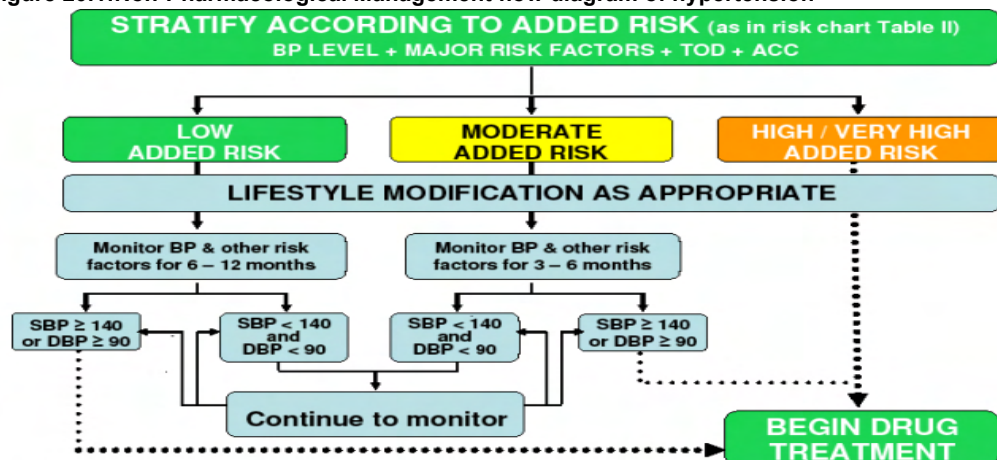 STRATIFY ACCORDING TO ADDED RISK (as in risk chart Table II)
BP LEVEL + MAJOR RISK FACTORS + TOD + ACC
LOW
ADDED RISK
MODERATE
ADDED RISK
HIGH / VERY HIGH
ADDED RISK
LIFESTYLE MODIFICATION AS APPROPRIATE
Monitor BP & other risk
factors for 6 – 12 months
Monitor BP & other risk
factors for 3 – 6 months
SBP ≥ 140
or DBP ≥ 90
SBP < 140
and
DBP < 90
SBP < 140
and
DBP < 90
SBP ≥ 140
or DBP ≥ 90
Continue to monitor
BEGIN DRUG
TREATMENT